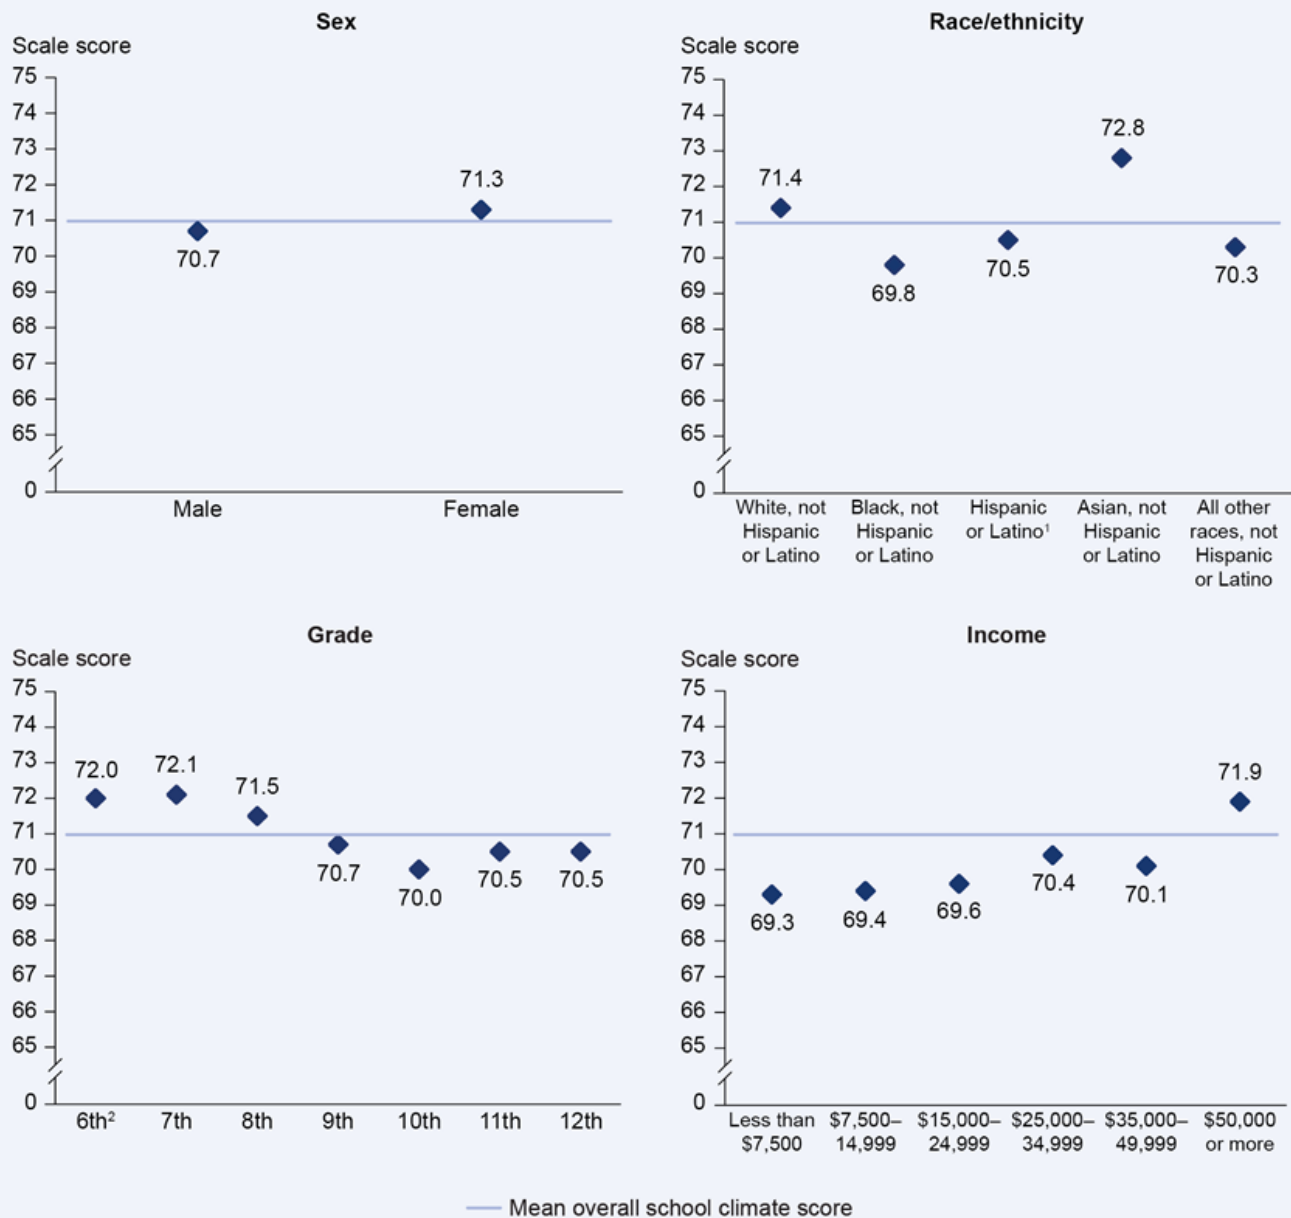 Sex
Scale score
75
74
73
72
71
70
69
68
67
66
65
0
71.3
70.7
Male
Female
Race/ethnicity
Scale score
75
74
73
72
71
70
69
68
67
66
65
0
72.8
71.4
70.5
70.3
69.8
White, not
Hispanic
or Latino
Black, not
Hispanic
or Latino
Hispanic
or Latino¹
Asian, not
Hispanic
or Latino
All other
races, not
Hispanic
or Latino
Grade
Scale score
75
74
73
72
71
70
69
68
67
66
65
0
72.0
72.1
71.5
70.7
70.0
70.5
70.5
6th²
7th
8th
9th
10th
11th
12th
Income
Scale score
75
74
73
72
71
70
69
68
67
66
65
0
69.3
69.4
69.6
70.4
70.1
71.9
Less than
$7,500
$7,500–
14,999
$15,000–
24,999
$25,000–
34,999
$35,000–
49,999
$50,000
or more
Mean overall school climate score